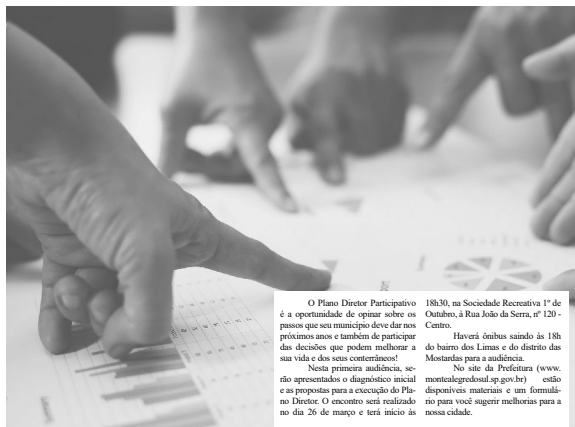 O Plano Diretor Participativo
é a oportunidade de opinar sobre os
passos que seu município deve dar nos
próximos anos e também de participar
das decisões que podem melhorar a
sua vida e dos seus conterrâneos!
Nesta primeira audiência, se-
rão apresentados o diagnóstico inicial
e as propostas para a execução do Pla-
no Diretor. O encontro será realizado
no dia 26 de março e terá início às
18h30, na Sociedade Recreativa 1º de
Outubro, à Rua João da Serra, nº 120 -
Centro.
Haverá ônibus saindo às 18h
do bairro dos Limas e do distrito das
Mostardas para a audiência.
No site da Prefeitura (www.
montealegredosul.sp.gov.br) estão
disponíveis materiais e um formulá-
rio para você sugerir melhorias para a
nossa cidade.